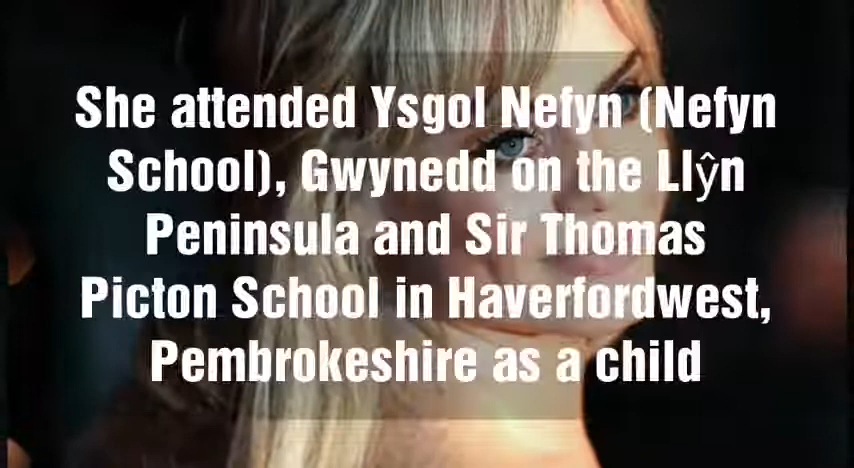 She attended Ysgol Nefyn (Nefyn
School), Gwynedd on the Llŷn
Peninsula and Sir Thomas
Picton School in Haverfordwest,
Pembrokeshire as a child